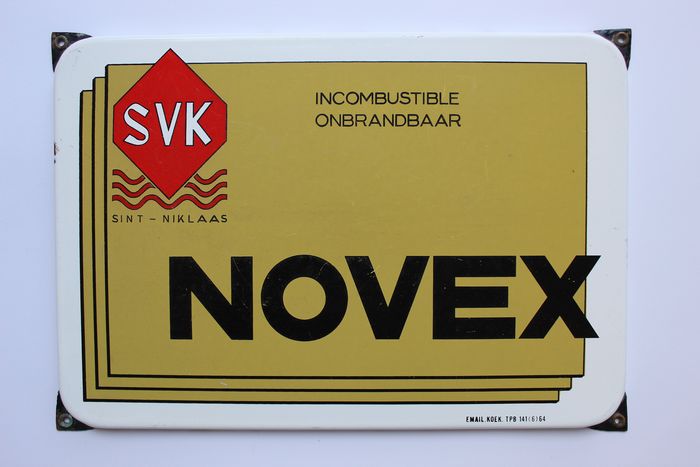 SVK
SINT - NIKLAAS
INCOMBUSTIBLE
ONBRANDBAAR
NOVEX
EMAIL. KOEK. TPB 141(6)64